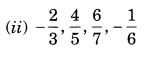 (ii) -2/3, 4/5, 6/7, -1/6